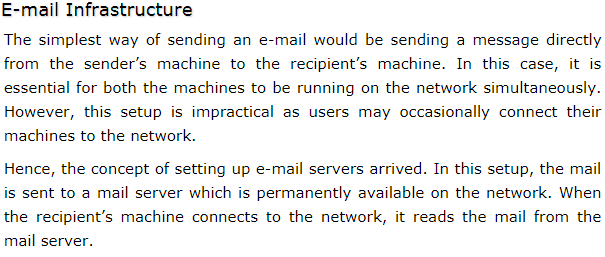 E-mail Infrastructure
The simplest way of sending an e-mail would be sending a message directly
from the sender’s machine to the recipient’s machine. In this case, it is
essential for both the machines to be running on the network simultaneously.
However, this setup is impractical as users may occasionally connect their
machines to the network.
Hence, the concept of setting up e-mail servers arrived. In this setup, the mail
is sent to a mail server which is permanently available on the network. When
the recipient’s machine connects to the network, it reads the mail from the
mail server.